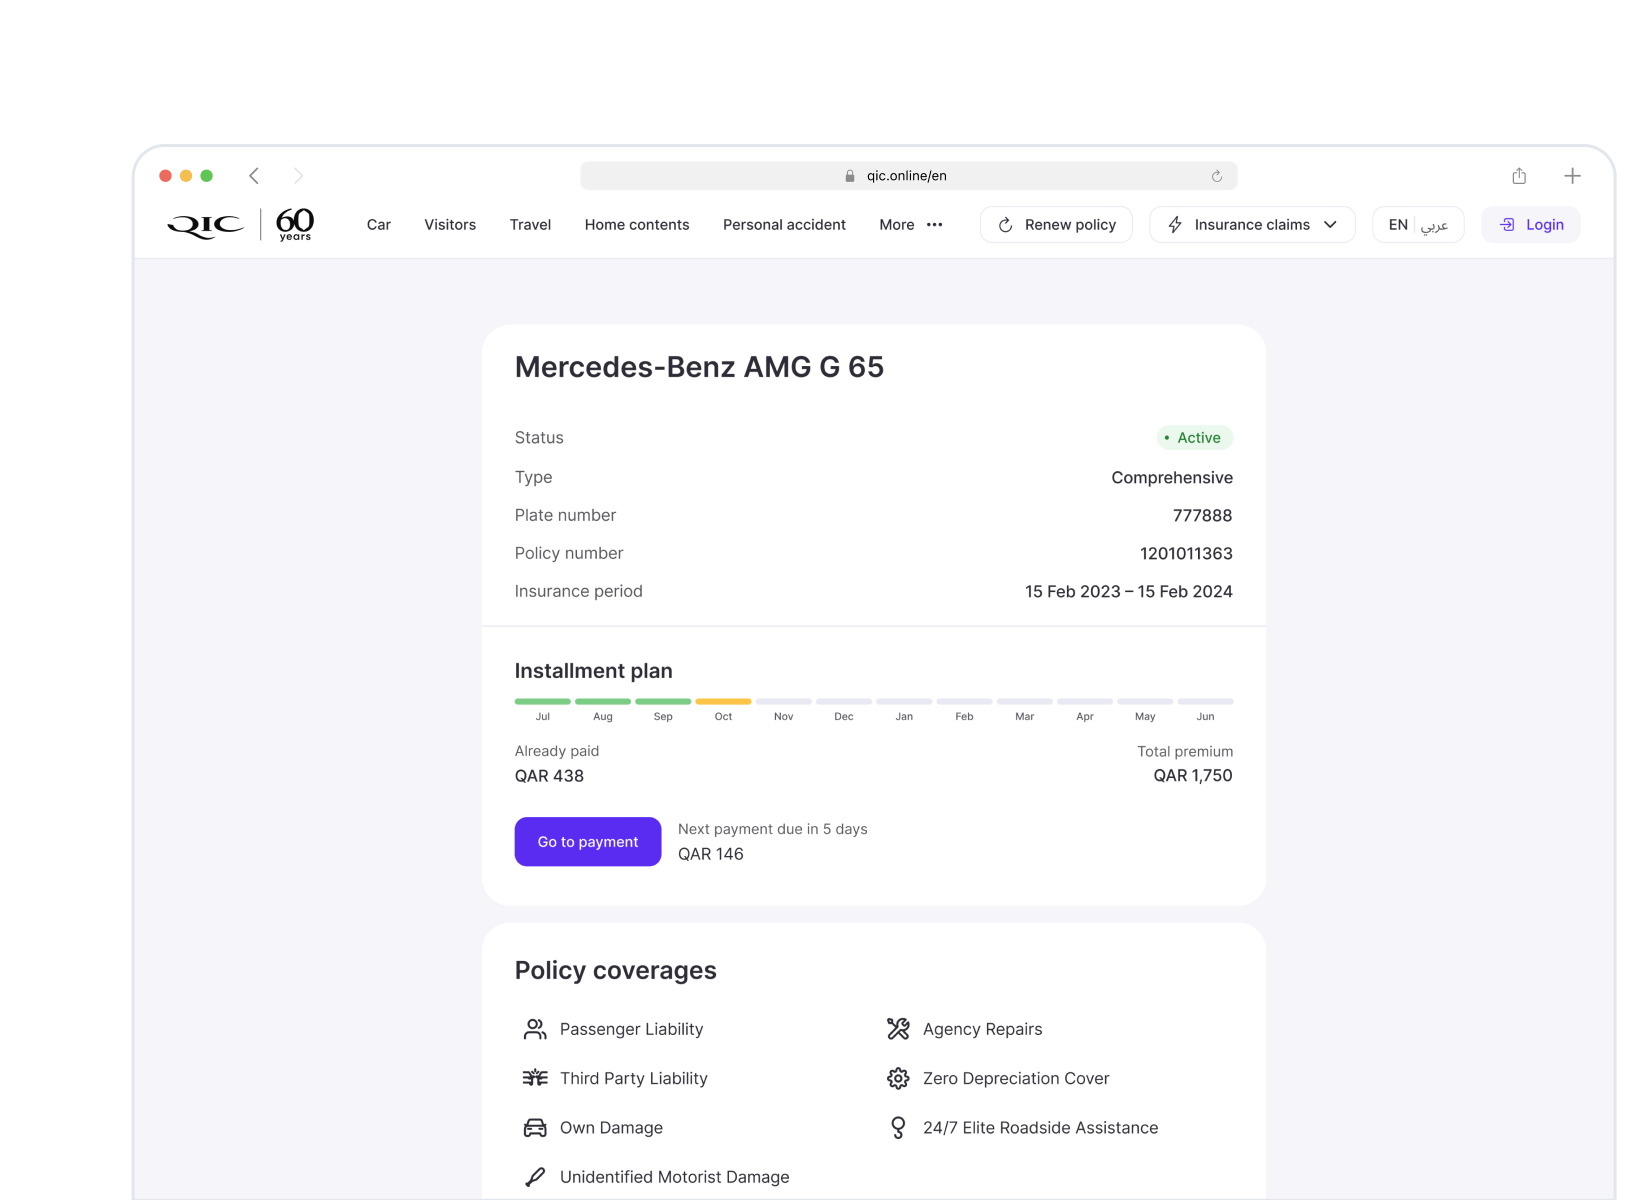 qic.online/en
QIC 60 years
Car Visitors Travel Home contents Personal accident More ••• Renew policy Insurance claims EN عربي Login
Mercedes-Benz AMG G 65
Status • Active
Type Comprehensive
Plate number 777888
Policy number 1201011363
Insurance period 15 Feb 2023 – 15 Feb 2024
Installment plan
Jul Aug Sep Oct Nov Dec Jan Feb Mar Apr May Jun
Already paid Total premium
QAR 438 QAR 1,750
Go to payment
Next payment due in 5 days
QAR 146
Policy coverages
Passenger Liability Agency Repairs
Third Party Liability Zero Depreciation Cover
Own Damage 24/7 Elite Roadside Assistance
Unidentified Motorist Damage